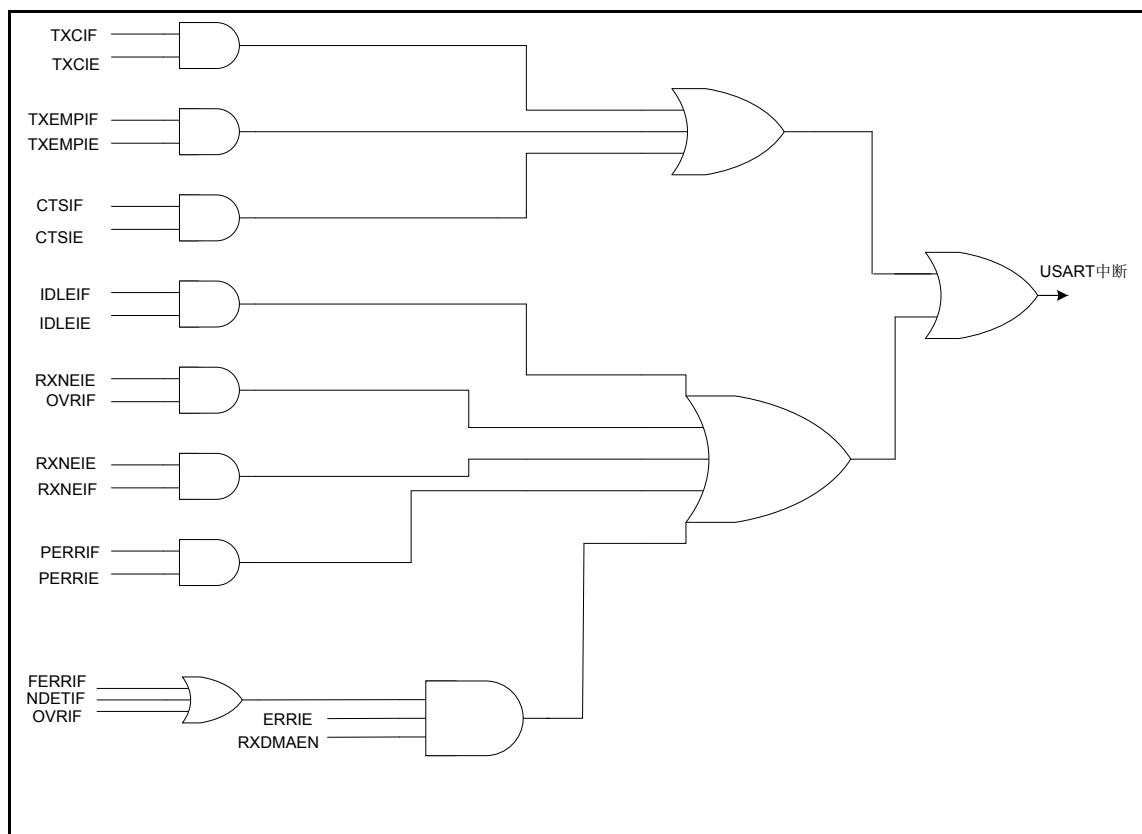 TXCIF
TXCIE
TXEMPIF
TXEMPIE
CTSIF
CTSIE
IDLEIF
IDLEIE
USART中断
RXNEIE
OVRIF
RXNEIE
RXNEIF
PERRIF
PERRIE
FERRIF
NDETIF
OVRIF
ERRIE
RXDMAEN